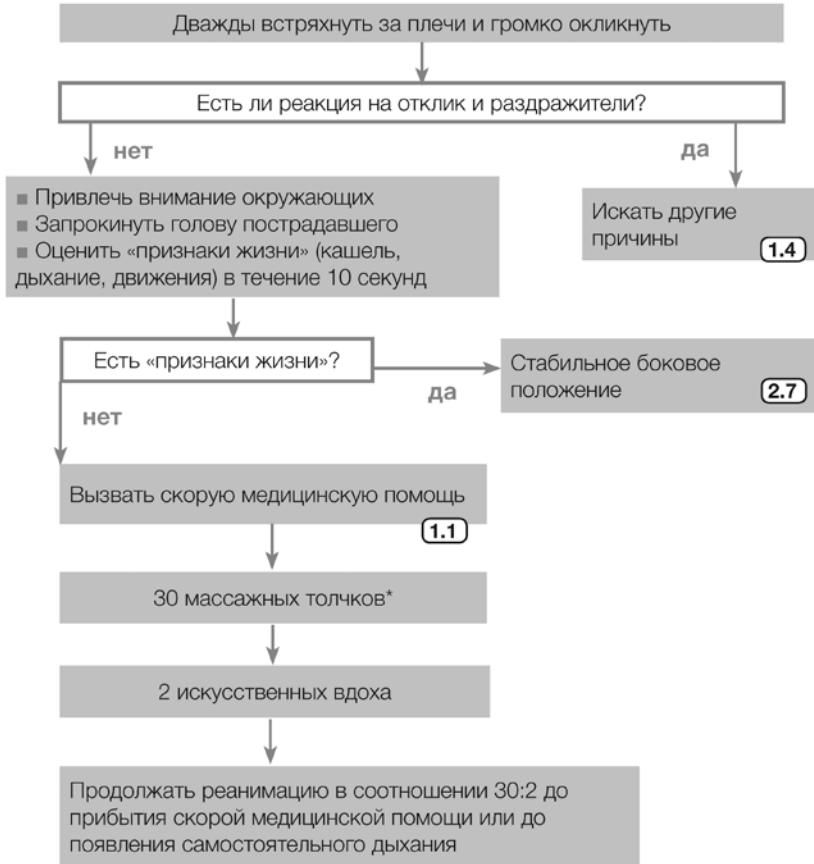 Дважды встряхнуть за плечи и громко окликнуть
Есть ли реакция на отклик и раздражители?
нет
да
■ Привлечь внимание окружающих
■ Запрокинуть голову пострадавшего
■ Оценить «признаки жизни» (кашель,
дыхание, движения) в течение 10 секунд
Искать другие
причины
1.4
Есть «признаки жизни»?
да
Стабильное боковое
положение
2.7
нет
Вызвать скорую медицинскую помощь
1.1
30 массажных толчков*
2 искусственных вдоха
Продолжать реанимацию в соотношении 30:2 до
прибытия скорой медицинской помощи или до
появления самостоятельного дыхания